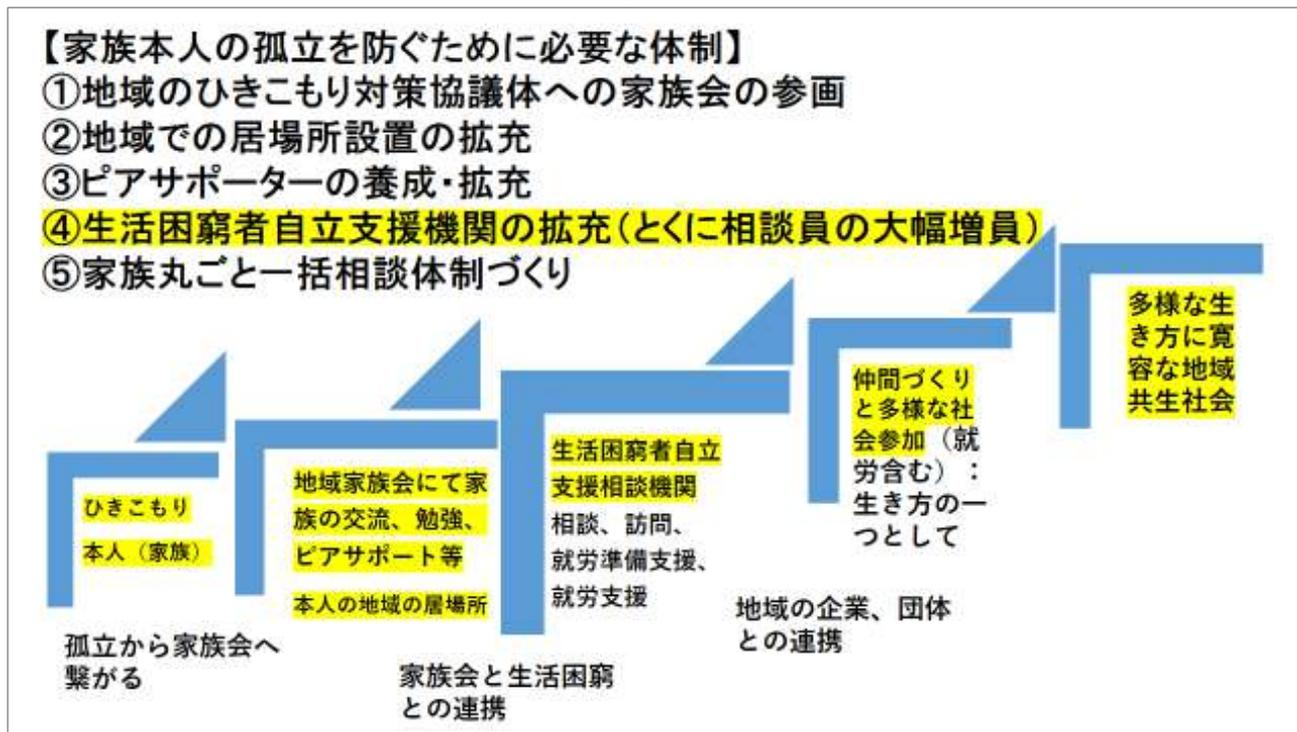 【家族本人の孤立を防ぐために必要な体制】
①地域のひきこもり対策協議体への家族会の参画
②地域での居場所設置の拡充
③ピアサポーターの養成・拡充
④生活困窮者自立支援機関の拡充(とくに相談員の大幅増員)
⑤家族丸ごと一括相談体制づくり
ひきこもり
本人（家族）
孤立から家族会へ
繋がる
地域家族会にて家
族の交流、勉強、
ピアサポート等
本人の地域の居場所
家族会と生活困窮
との連携
生活困窮者自立
支援相談機関
相談、訪問、
就労準備支援、
就労支援
地域の企業、団体
との連携
仲間づくり
と多様な社
会参加（就
労含む）：
生き方の一
つとして
多様な生
き方に寛
容な地域
共生社会